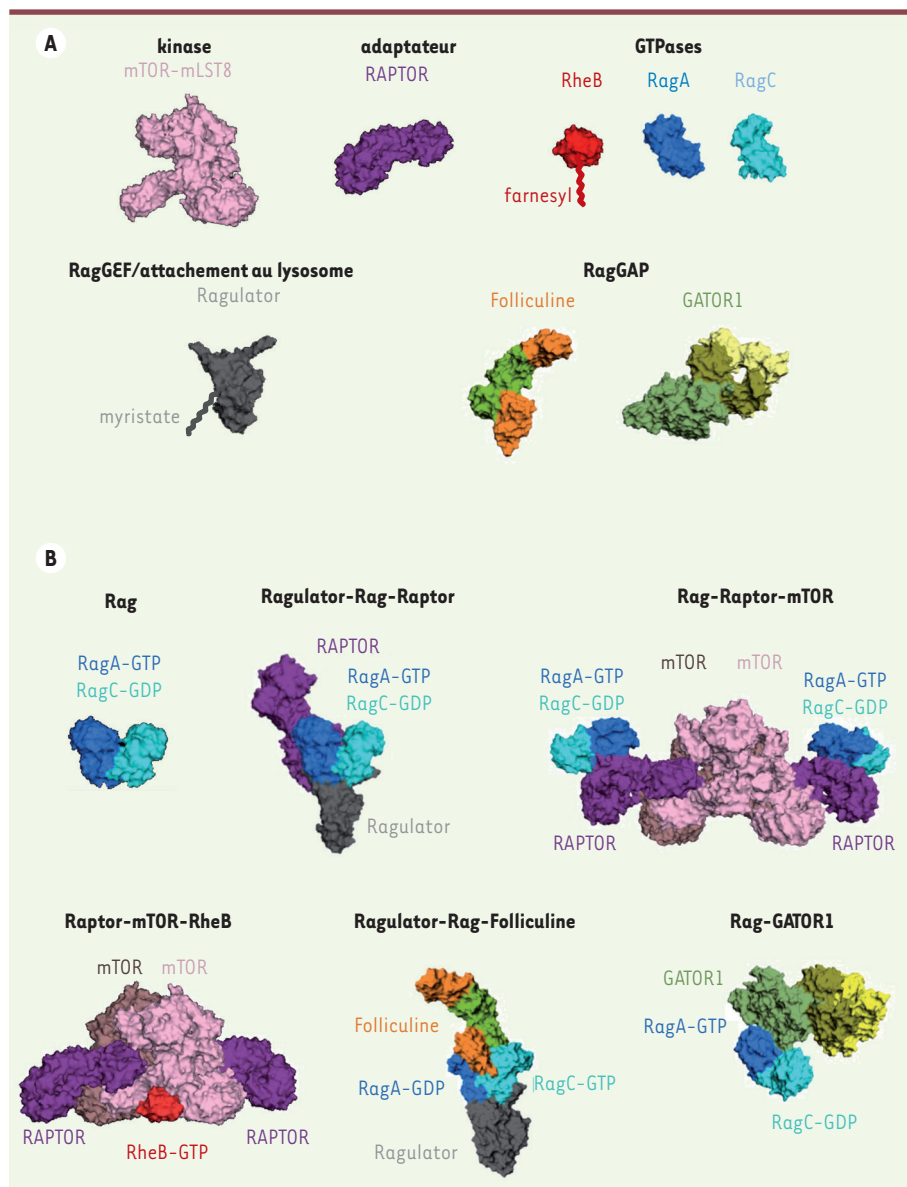 A
kinase
mTOR-mLST8
adaptateur
RAPTOR
GTPases
RheB
RagA
RagC
farnesyl
RagGEF/attachement au lysosome
Ragulator
myristate
RagGAP
Folliculine
GATOR1
B
Rag
RagA-GTP
RagC-GDP
Ragulator-Rag-Raptor
RAPTOR
RagA-GTP
RagC-GDP
Ragulator
Rag-Raptor-mTOR
mTOR
mTOR
RagA-GTP
RagC-GDP
RagA-GTP
RagC-GDP
RAPTOR
RAPTOR
Raptor-mTOR-RheB
mTOR
mTOR
RAPTOR
RAPTOR
RheB-GTP
Ragulator-Rag-Folliculine
Folliculine
RagA-GDP
RagC-GTP
Ragulator
Rag-GATOR1
GATOR1
RagA-GTP
RagC-GDP